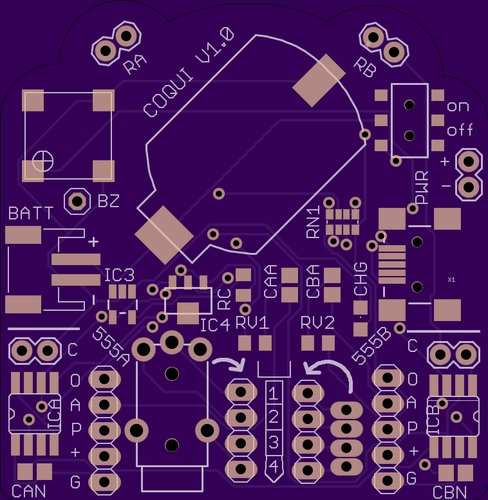 RA
COQUI V1.0
RB
on
off
+
-
PWR
BZ
BATT
+
RN1
IC3
RC
CAA
CBA
CHG
X1
IC4
RV1
RV2
555A
555B
C
C
O
A
P
+
G
ICA
1
2
3
4
O
A
P
+
G
ICB
CAN
CBN